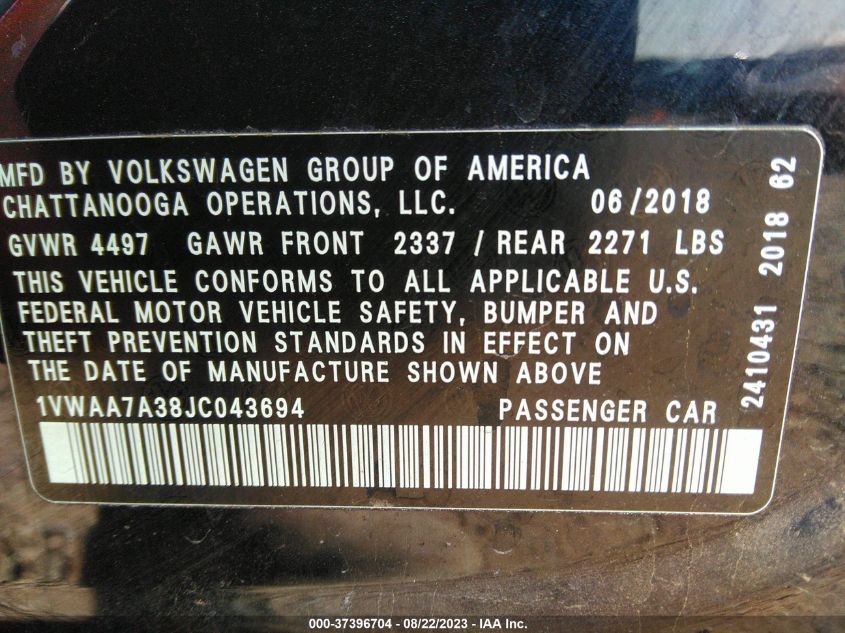 MFD BY VOLKSWAGEN GROUP OF AMERICA
CHATTANOOGA OPERATIONS, LLC. 06/2018
GVWR 4497 GAWR FRONT 2337 / REAR 2271 LBS
THIS VEHICLE CONFORMS TO ALL APPLICABLE U.S.
FEDERAL MOTOR VEHICLE SAFETY, BUMPER AND
THEFT PREVENTION STANDARDS IN EFFECT ON
THE DATE OF MANUFACTURE SHOWN ABOVE
1VWAA7A38JC043694 PASSENGER CAR
2410431 2018 62
000-37396704 / 08/22/2023 / IAA Inc.